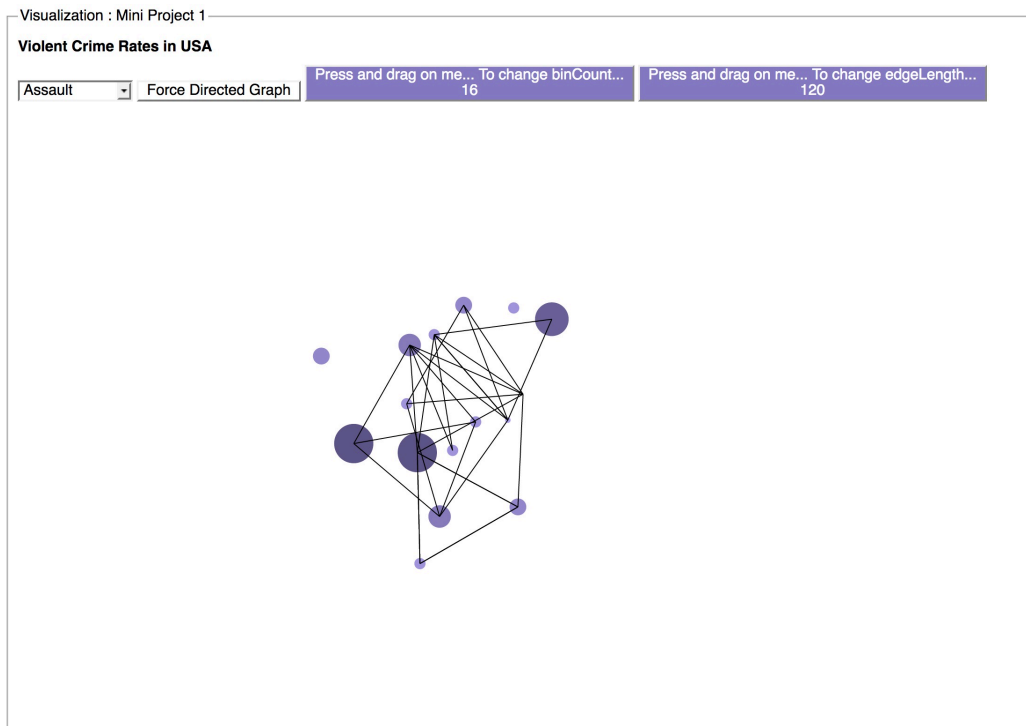 Visualization : Mini Project 1
Violent Crime Rates in USA
Assault
Force Directed Graph
Press and drag on me... To change binCount...
16
Press and drag on me... To change edgeLength...
120